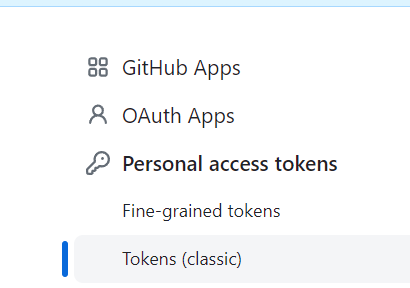 GitHub Apps
OAuth Apps
Personal access tokens
Fine-grained tokens
Tokens (classic)